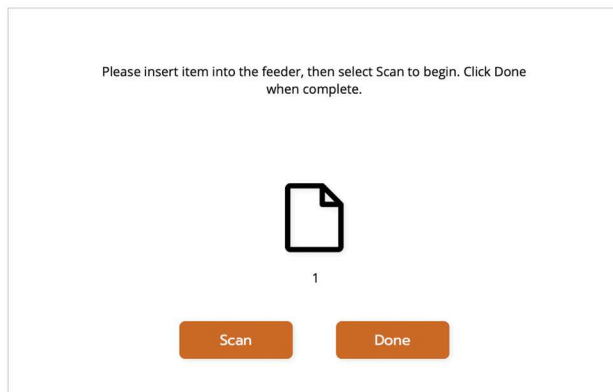 Please insert item into the feeder, then select Scan to begin. Click Done
when complete.
1
Scan
Done